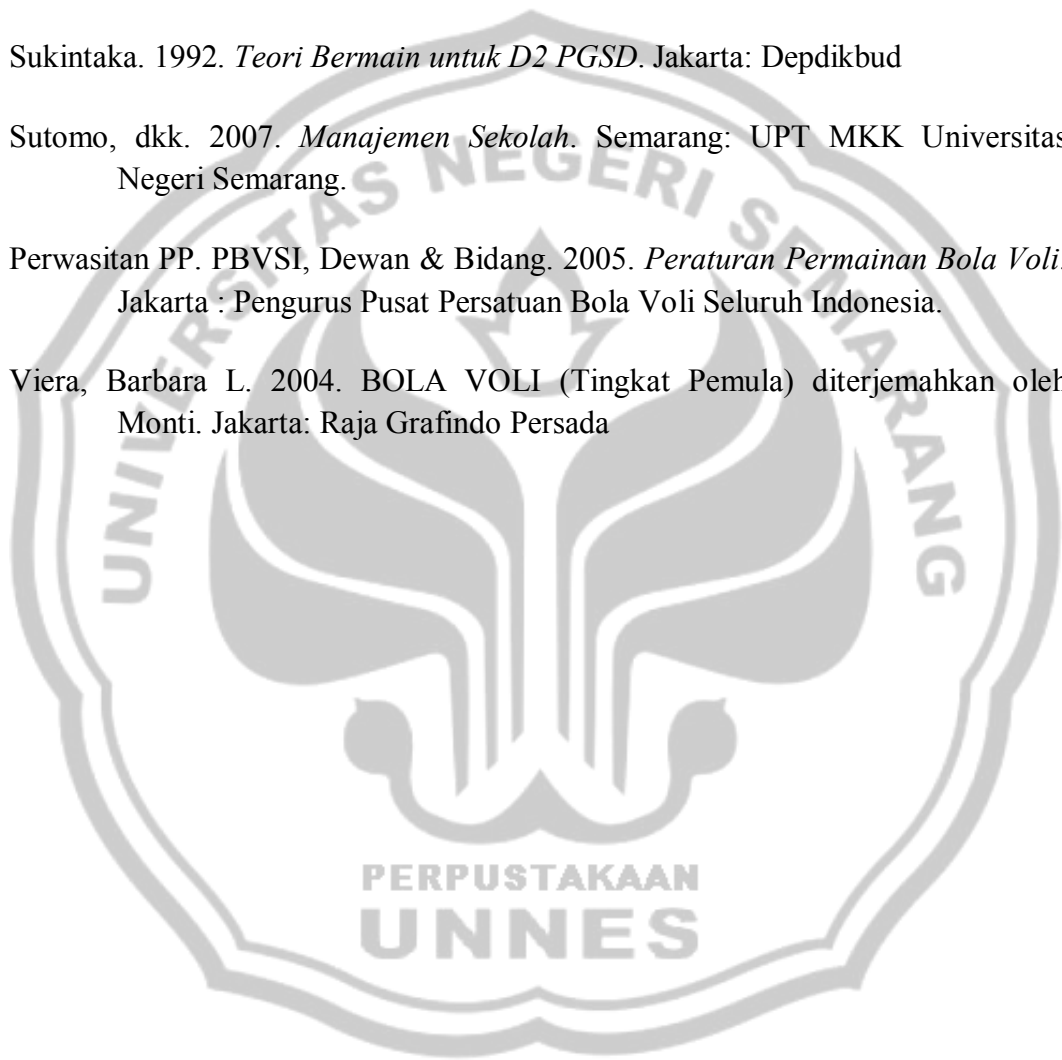 Sukintaka. 1992. Teori Bermain untuk D2 PGSD. Jakarta: Depdikbud
Sutomo, dkk. 2007. Manajemen Sekolah. Semarang: UPT MKK Universitas
Negeri Semarang.
Perwasitan PP. PBVSI, Dewan & Bidang. 2005. Peraturan Permainan Bola Voli.
Jakarta : Pengurus Pusat Persatuan Bola Voli Seluruh Indonesia.
Viera, Barbara L. 2004. BOLA VOLI (Tingkat Pemula) diterjemahkan oleh
Monti. Jakarta: Raja Grafindo Persada
UNIVERSITAS NEGERI SEMARANG
PERPUSTAKAAN
UNNES